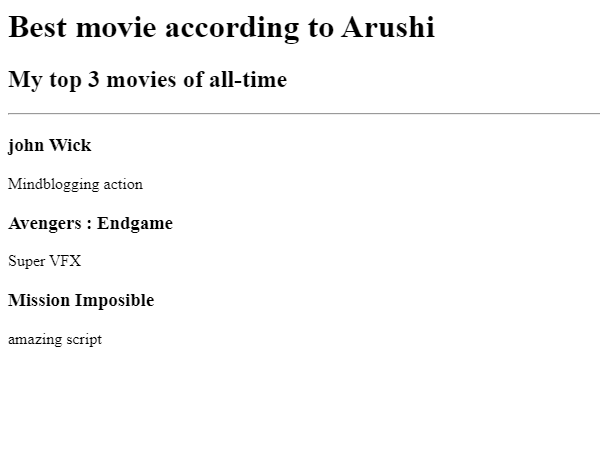 Best movie according to Arushi
My top 3 movies of all-time
john Wick
Mindblogging action
Avengers : Endgame
Super VFX
Mission Imposible
amazing script